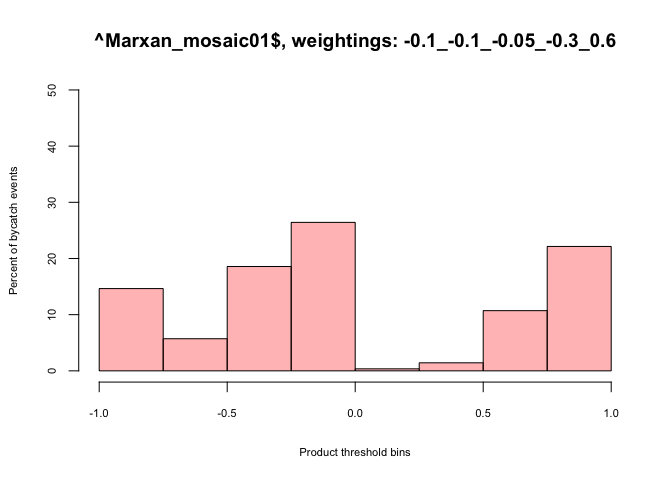 ^Marxan_mosaic01$, weightings: -0.1_-0.1_-0.05_-0.3_0.6
Percent of bycatch events
50
40
30
20
10
0
-1.0 -0.5 0.0 0.5 1.0
Product threshold bins